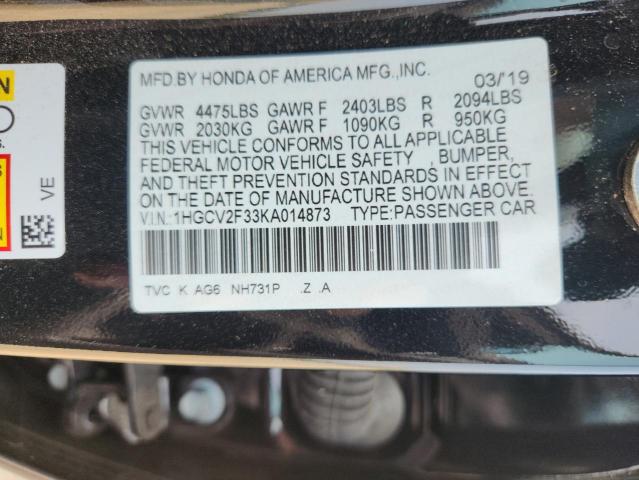 MFD.BY HONDA OF AMERICA MFG.,INC. 03/'19
GVWR 4475LBS GAWR F 2403LBS R 2094LBS
GVWR 2030KG GAWR F 1090KG R 950KG
THIS VEHICLE CONFORMS TO ALL APPLICABLE
FEDERAL MOTOR VEHICLE SAFETY , BUMPER,
AND THEFT PREVENTION STANDARDS IN EFFECT
ON THE DATE OF MANUFACTURE SHOWN ABOVE.
V.I.N.: 1HGCV2F33KA014873 TYPE:PASSENGER CAR
TVC K AG6 NH731P .Z .A
VE
N
s.
S
N